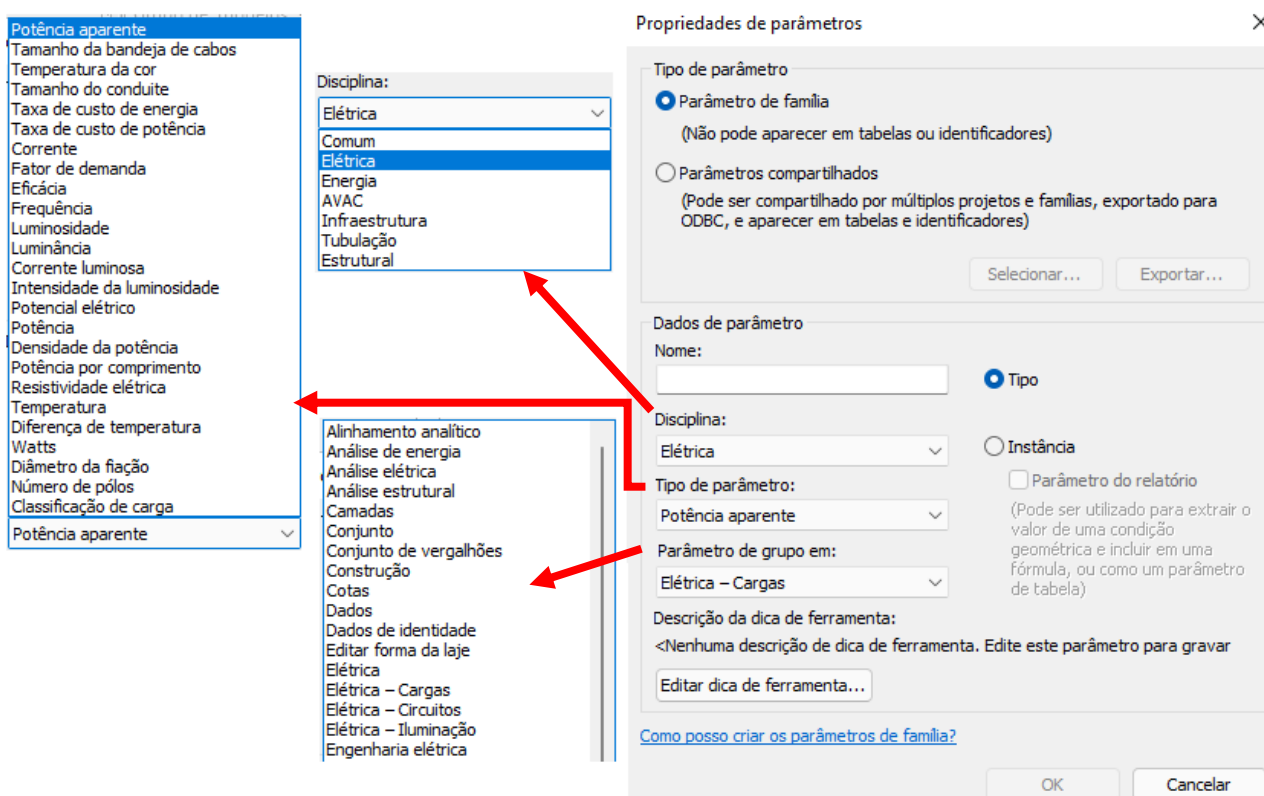 Potência aparente
Tamanho da bandeja de cabos
Temperatura da cor
Tamanho do conduite
Taxa de custo de energia
Taxa de custo de potência
Corrente
Fator de demanda
Eficácia
Frequência
Luminosidade
Luminância
Corrente luminosa
Intensidade da luminosidade
Potencial elétrico
Potência
Densidade da potência
Potência por comprimento
Resistividade elétrica
Temperatura
Diferença de temperatura
Watts
Diâmetro da fiação
Número de pólos
Classificação de carga
Potência aparente
Disciplina:
Elétrica
Comum
Elétrica
Energia
AVAC
Infraestrutura
Tubulação
Estrutural
Alinhamento analítico
Análise de energia
Análise elétrica
Análise estrutural
Camadas
Conjunto
Conjunto de vergalhões
Construção
Cotas
Dados
Dados de identidade
Editar forma da laje
Elétrica
Elétrica – Cargas
Elétrica – Circuitos
Elétrica – Iluminação
Engenharia elétrica
Propriedades de parâmetros
Tipo de parâmetro
Parâmetro de família
(Não pode aparecer em tabelas ou identificadores)
Parâmetros compartilhados
(Pode ser compartilhado por múltiplos projetos e famílias, exportado para
ODBC, e aparecer em tabelas e identificadores)
Selecionar...
Exportar...
Dados de parâmetro
Nome:
Tipo
Disciplina:
Elétrica
Instância
Parâmetro do relatório
(Pode ser utilizado para extrair o
valor de uma condição
geométrica e incluir em uma
fórmula, ou como um parâmetro
de tabela)
Tipo de parâmetro:
Potência aparente
Parâmetro de grupo em:
Elétrica – Cargas
Descrição da dica de ferramenta:
<Nenhuma descrição de dica de ferramenta. Edite este parâmetro para gravar
Editar dica de ferramenta...
Como posso criar os parâmetros de família?
OK
Cancelar